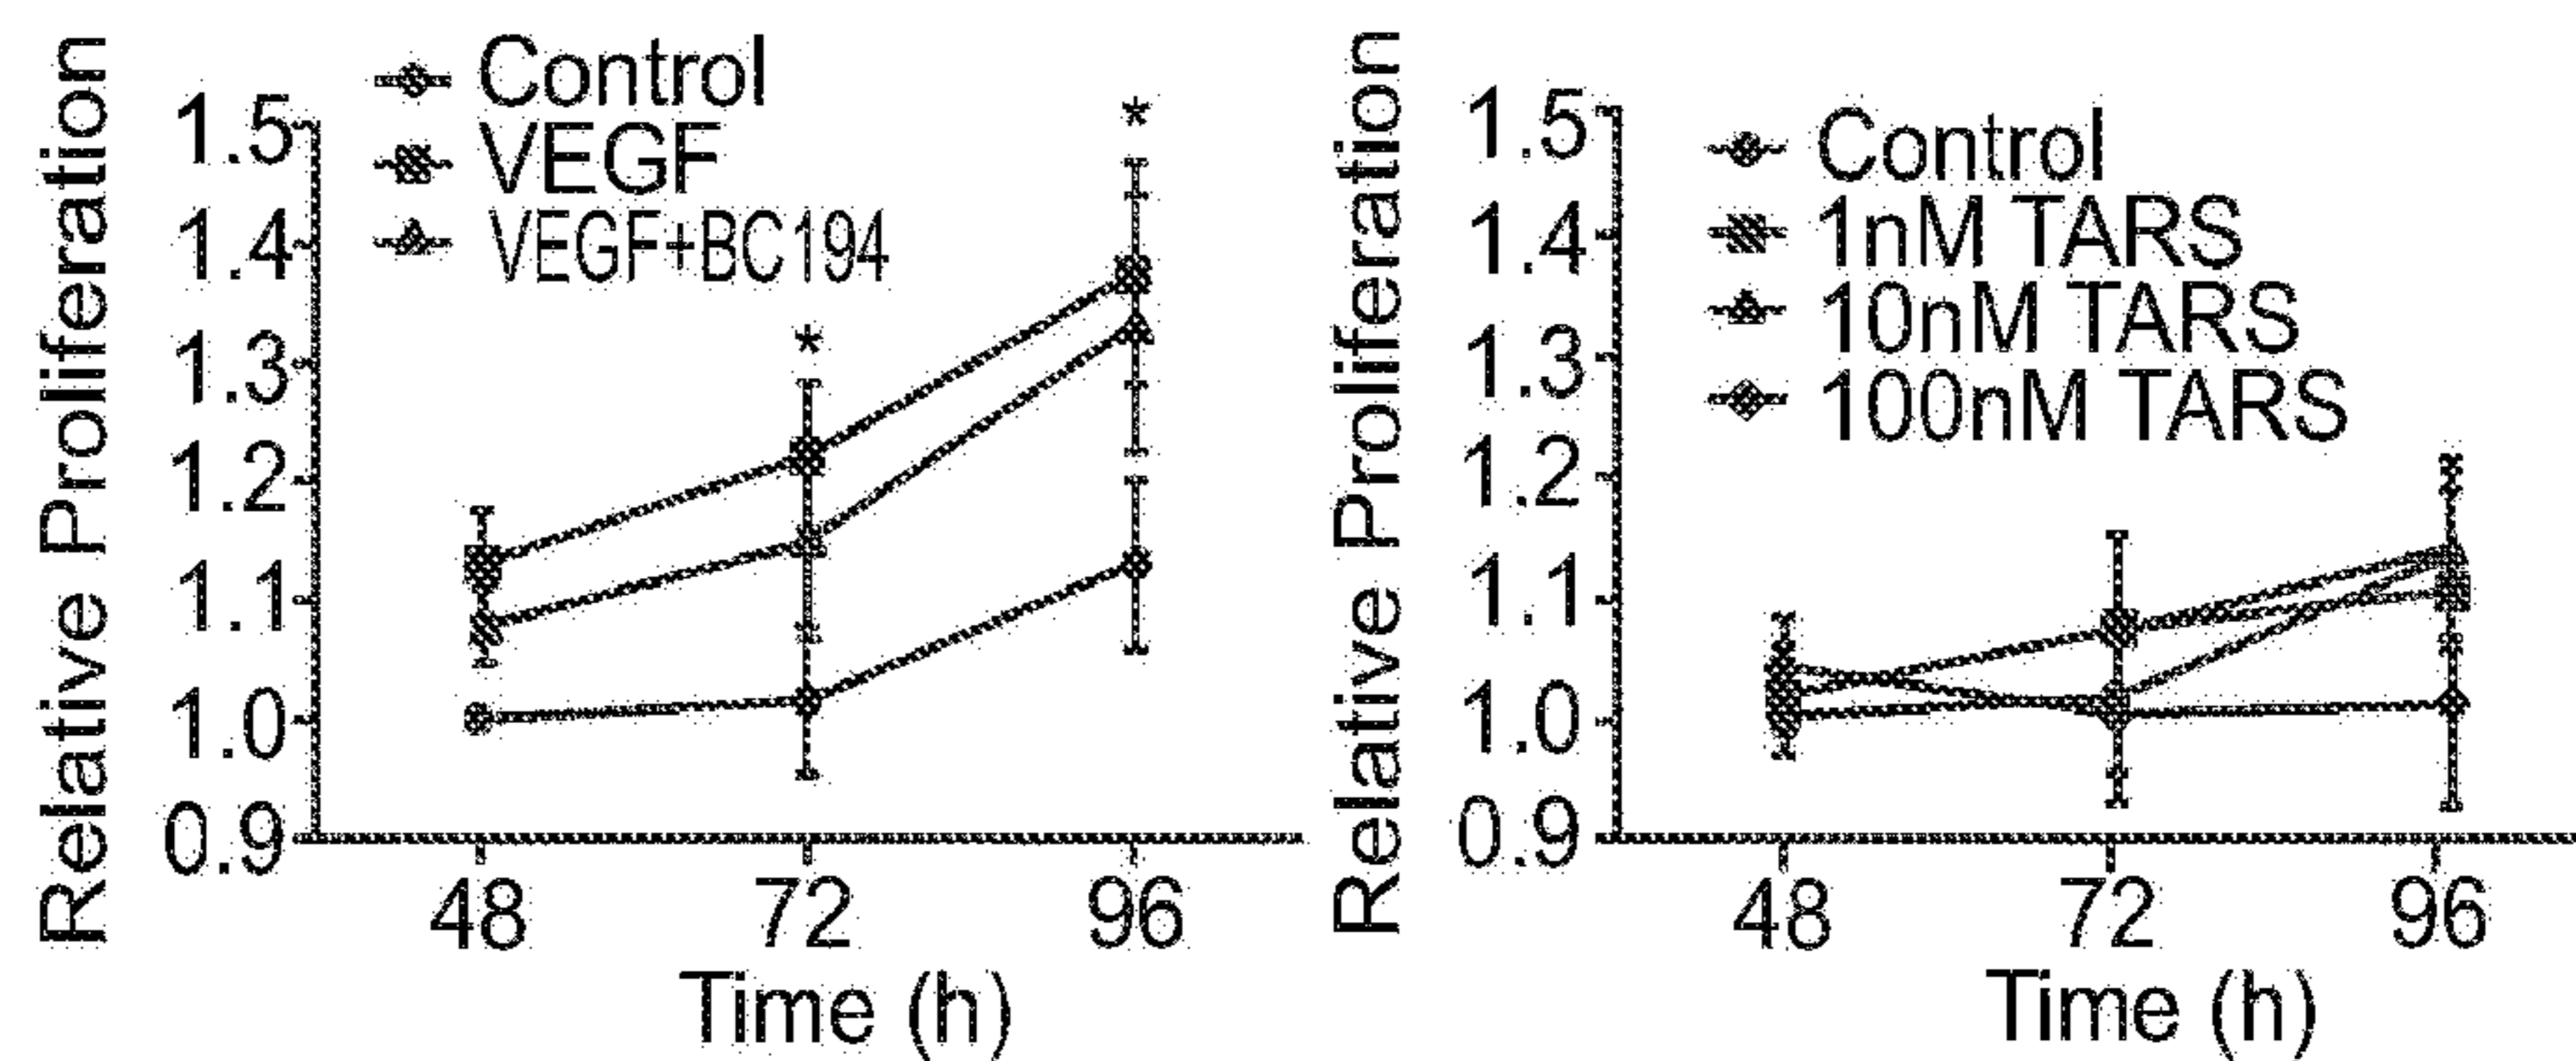 Relative Proliferation
Control
VEGF
VEGF+BC194
*
*
1.5
1.4
1.3
1.2
1.1
1.0
0.9
48 72 96
Time (h)
Relative Proliferation
Control
1nM TARS
10nM TARS
100nM TARS
1.5
1.4
1.3
1.2
1.1
1.0
0.9
48 72 96
Time (h)